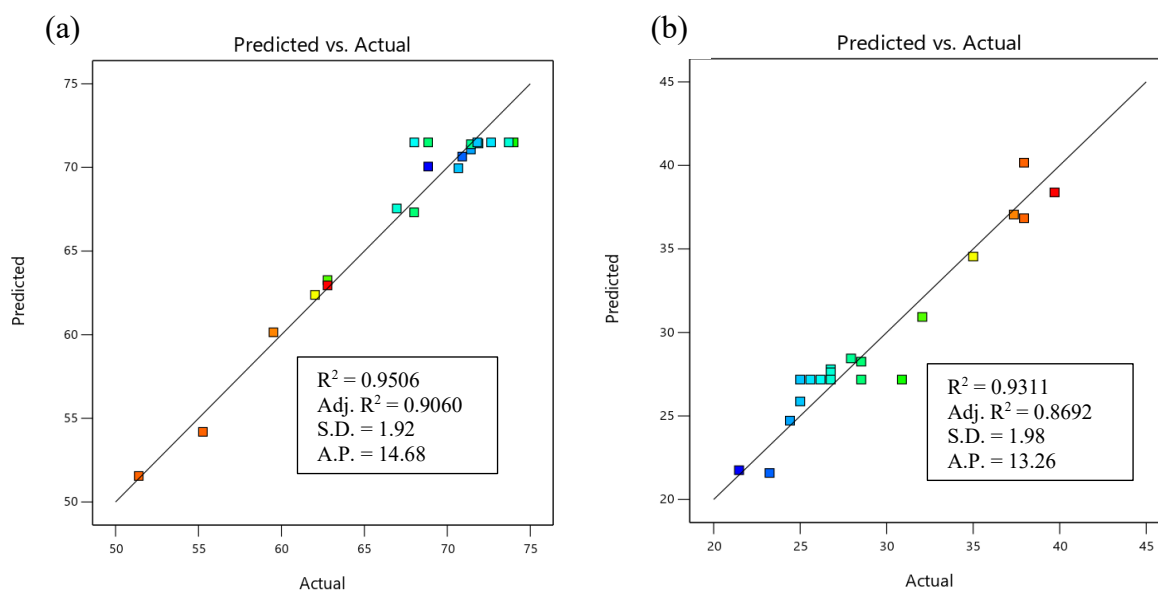 (a)
Predicted vs. Actual
75
70
65
60
55
50
Predicted
R² = 0.9506
Adj. R² = 0.9060
S.D. = 1.92
A.P. = 14.68
50 55 60 65 70 75
Actual
(b)
Predicted vs. Actual
45
40
35
30
25
20
Predicted
R² = 0.9311
Adj. R² = 0.8692
S.D. = 1.98
A.P. = 13.26
20 25 30 35 40 45
Actual